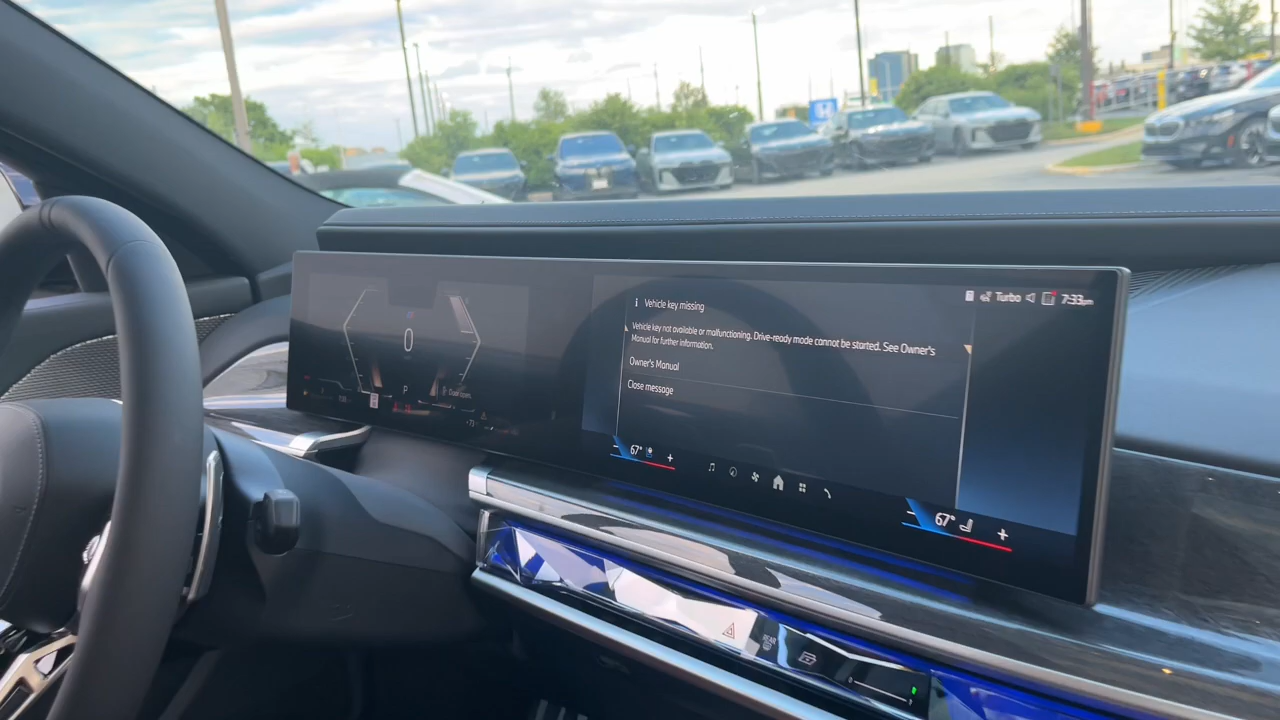 Turbo 7:33pm
i Vehicle key missing
Vehicle key not available or malfunctioning. Drive-ready mode cannot be started. See Owner's
Manual for further information.
Owner's Manual
Close message
0
P
67° +
67° +
REAR